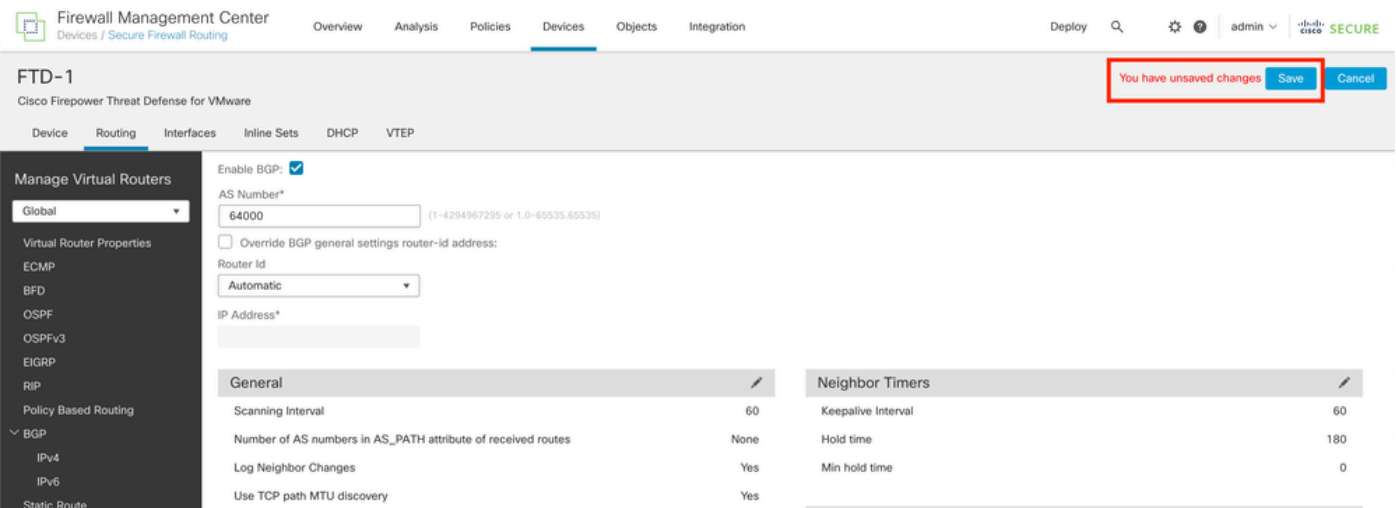 Firewall Management Center
Devices / Secure Firewall Routing
Overview Analysis Policies Devices Objects Integration
Deploy admin
cisco SECURE
FTD-1
Cisco Firepower Threat Defense for VMware
You have unsaved changes Save Cancel
Device Routing Interfaces Inline Sets DHCP VTEP
Manage Virtual Routers
Global
Virtual Router Properties
ECMP
BFD
OSPF
OSPFv3
EIGRP
RIP
Policy Based Routing
BGP
IPv4
IPv6
Static Route
Enable BGP:
AS Number*
64000 (1-4294967295 or 1.0-65535.65535)
Override BGP general settings router-id address:
Router Id
Automatic
IP Address*
General
Scanning Interval 60
Number of AS numbers in AS_PATH attribute of received routes None
Log Neighbor Changes Yes
Use TCP path MTU discovery Yes
Neighbor Timers
Keepalive Interval 60
Hold time 180
Min hold time 0